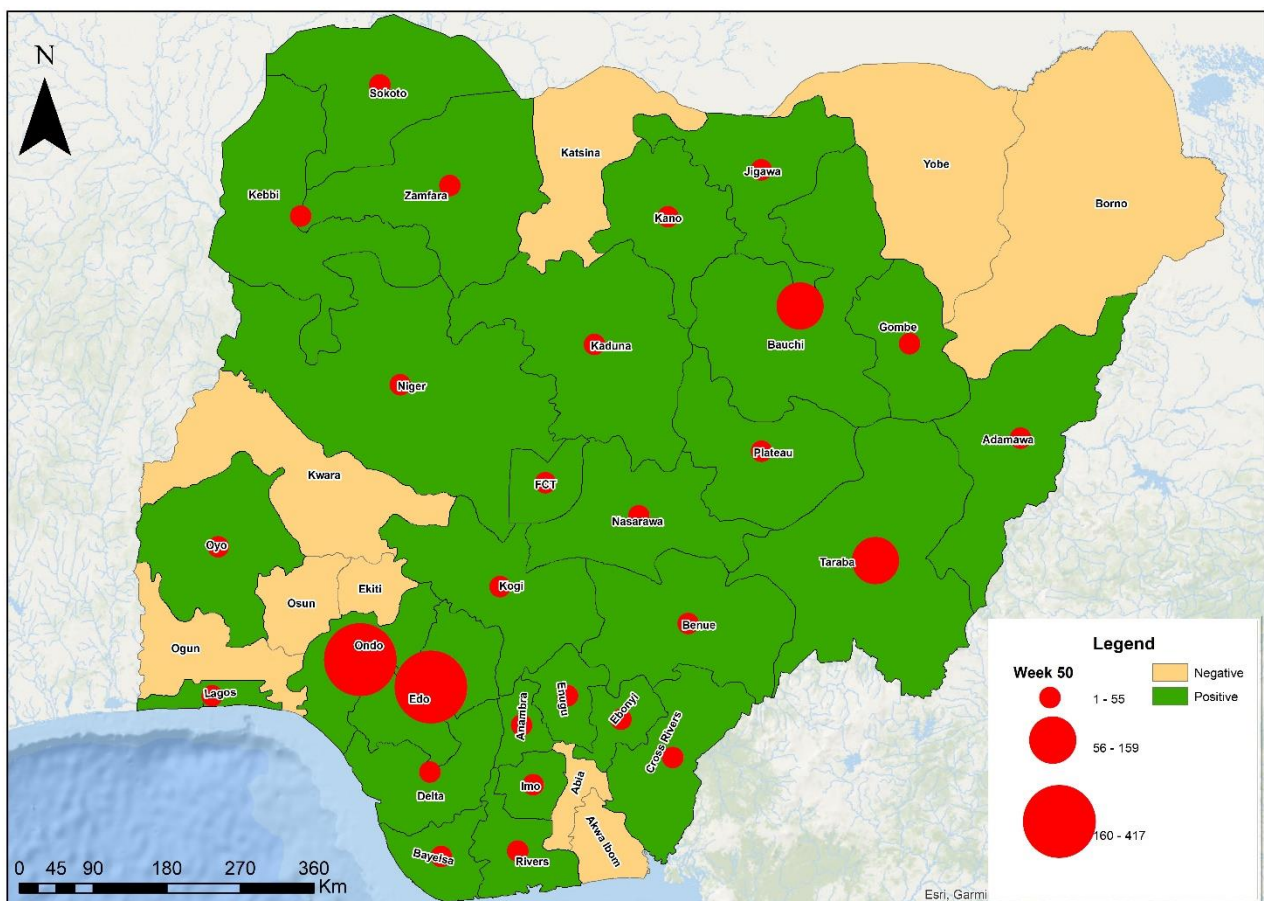 N
Sokoto
Katsina
Yobe
Jigawa
Kebbi
Zamfara
Kano
Borno
Gombe
Kaduna
Bauchi
Niger
Adamawa
Plateau
Kwara
FCT
Nasarawa
Oyo
Taraba
Kogi
Ekiti
Osun
Benue
Ogun
Ondo
Edo
Lagos
Anambra
Enugu
Ebonyi
Cross Rivers
Delta
Imo
Abia
Akwa Ibom
Bayelsa
Rivers
Legend
Week 50
Negative
Positive
1 - 55
56 - 159
160 - 417
0 45 90 180 270 360
Km
Esri, Garmi